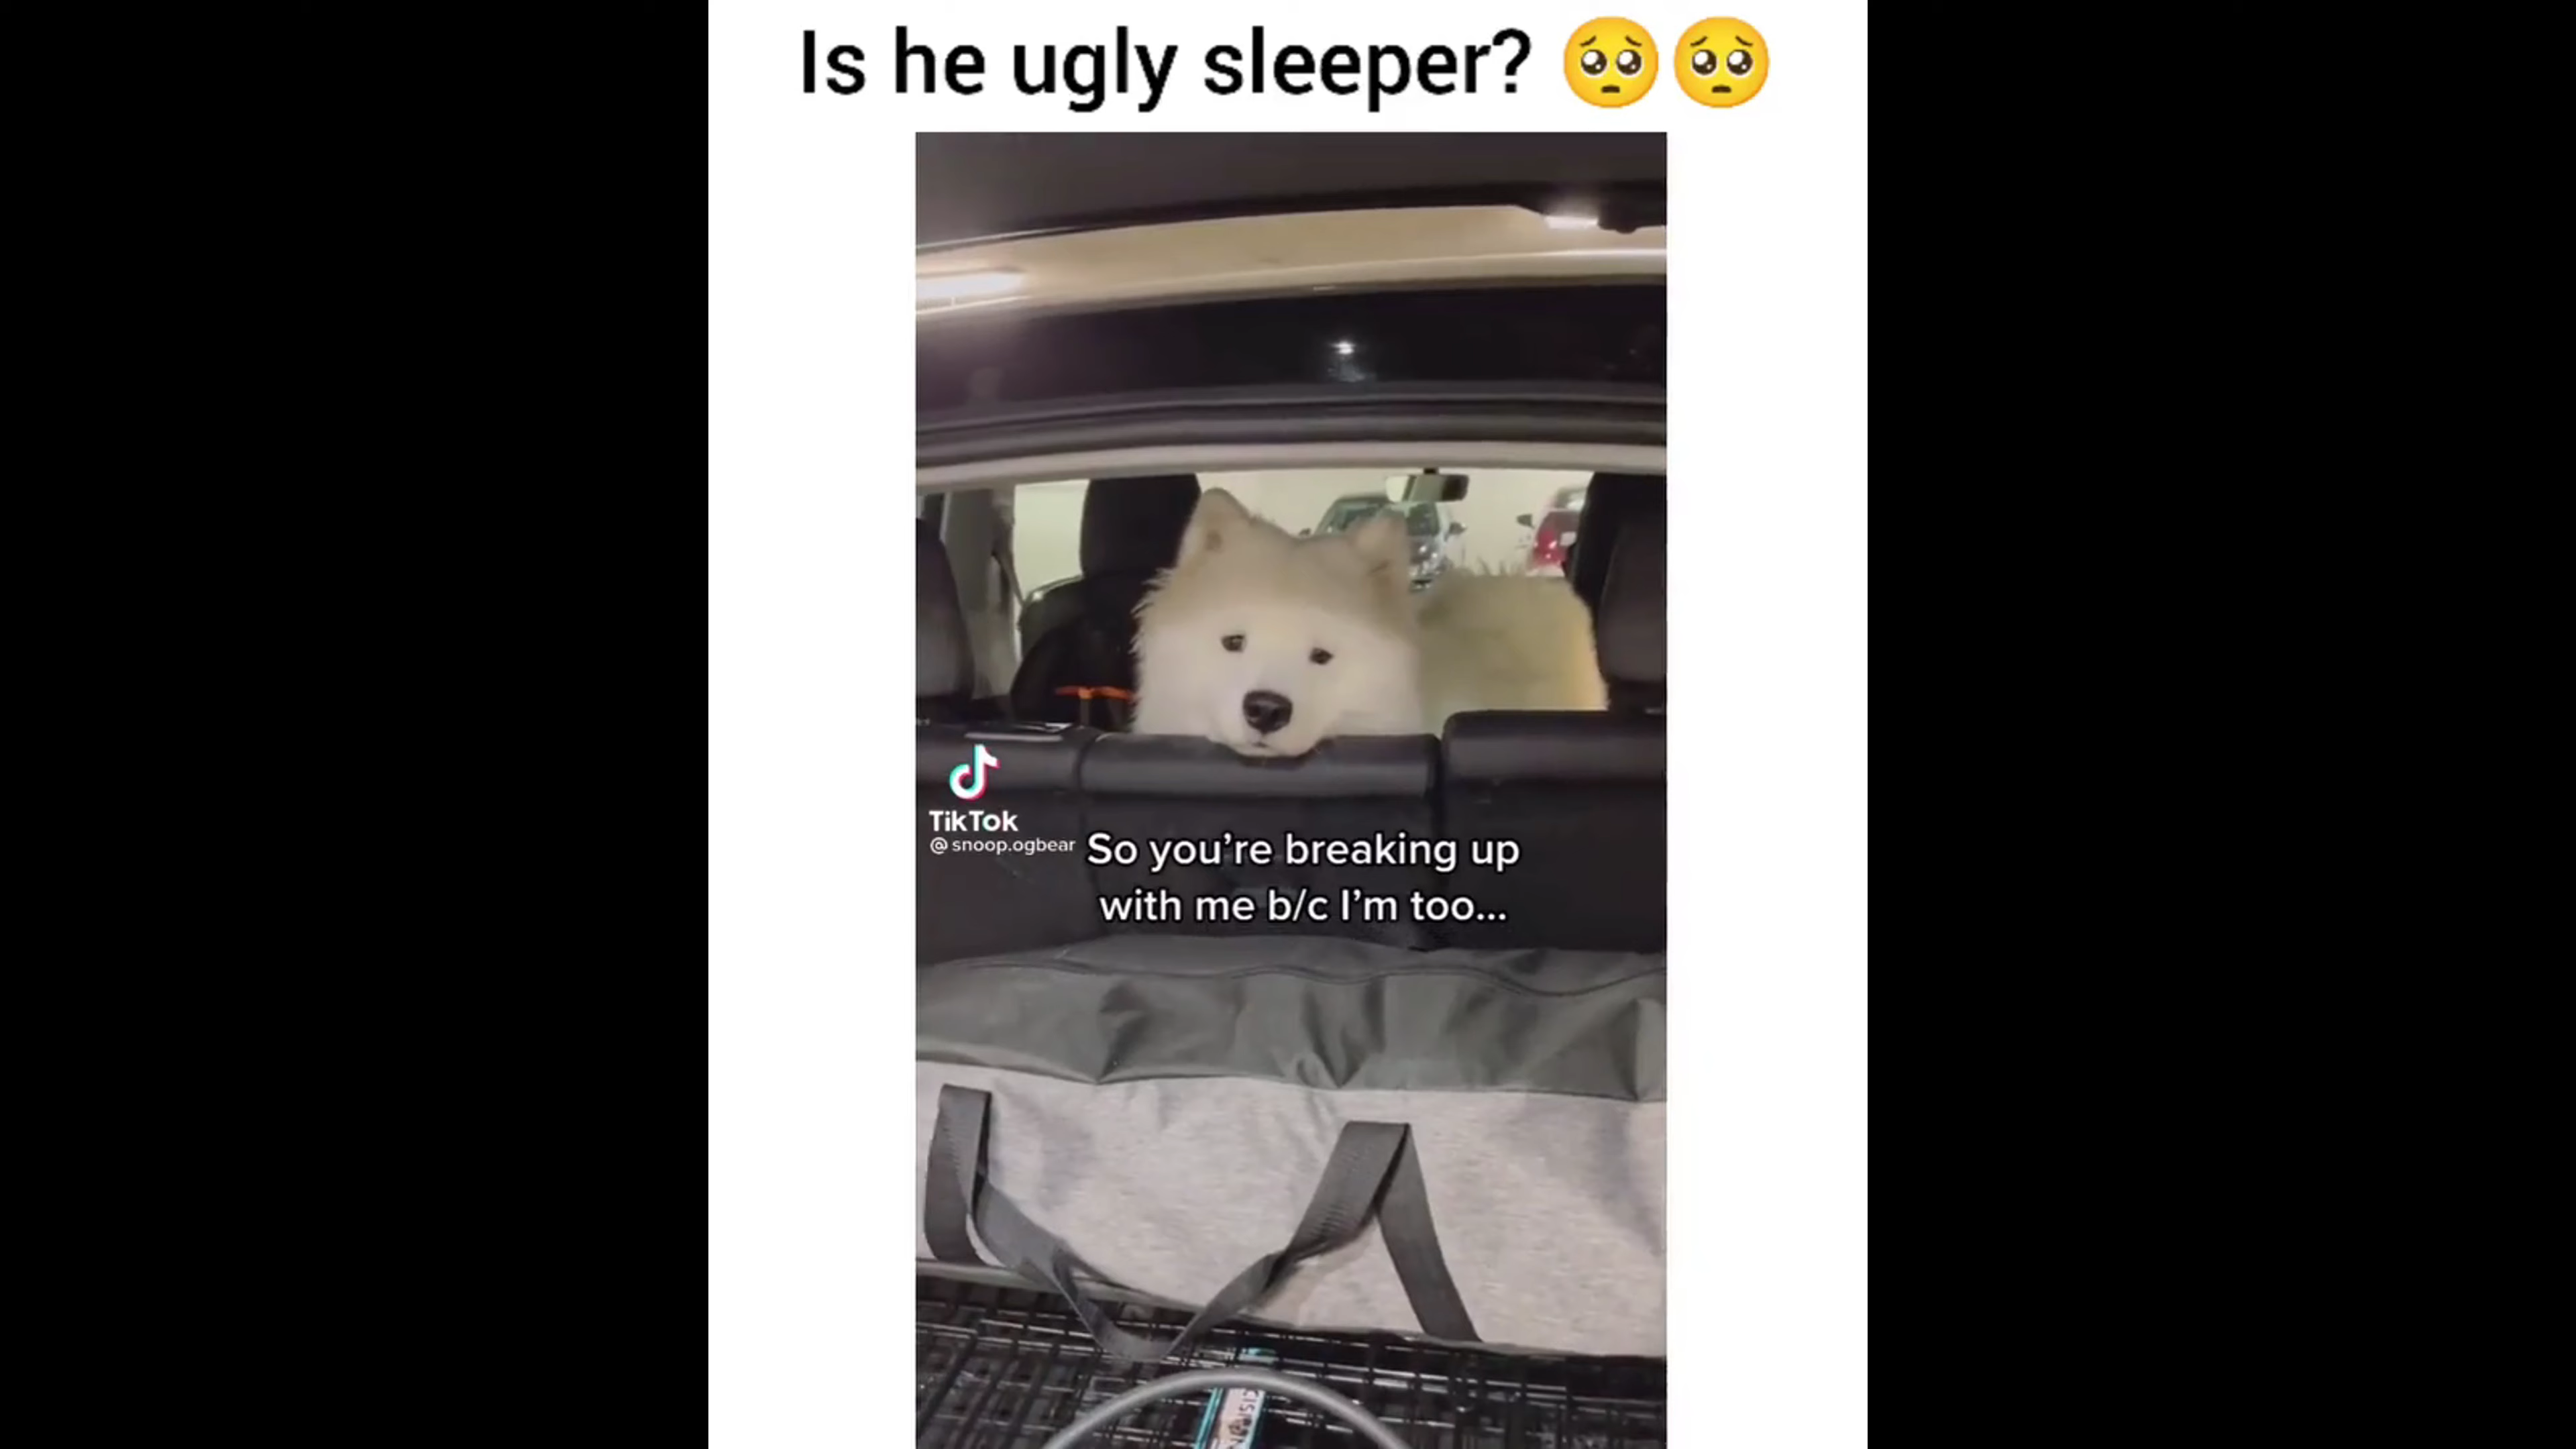 Is he ugly sleeper? 🥺🥺
TikTok
@snoop.ogbear
So you're breaking up
with me b/c I'm too...